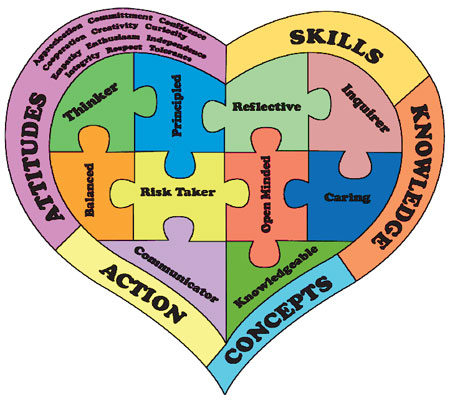 Appreciation Commitment Confidence
Cooperation Creativity Curiosity
Empathy Enthusiasm Independence
Integrity Respect Tolerance
ATTITUDES
SKILLS
KNOWLEDGE
Thinker
Principled
Reflective
Inquirer
Balanced
Risk Taker
Open Minded
Caring
Communicator
Knowledgeable
ACTION
CONCEPTS